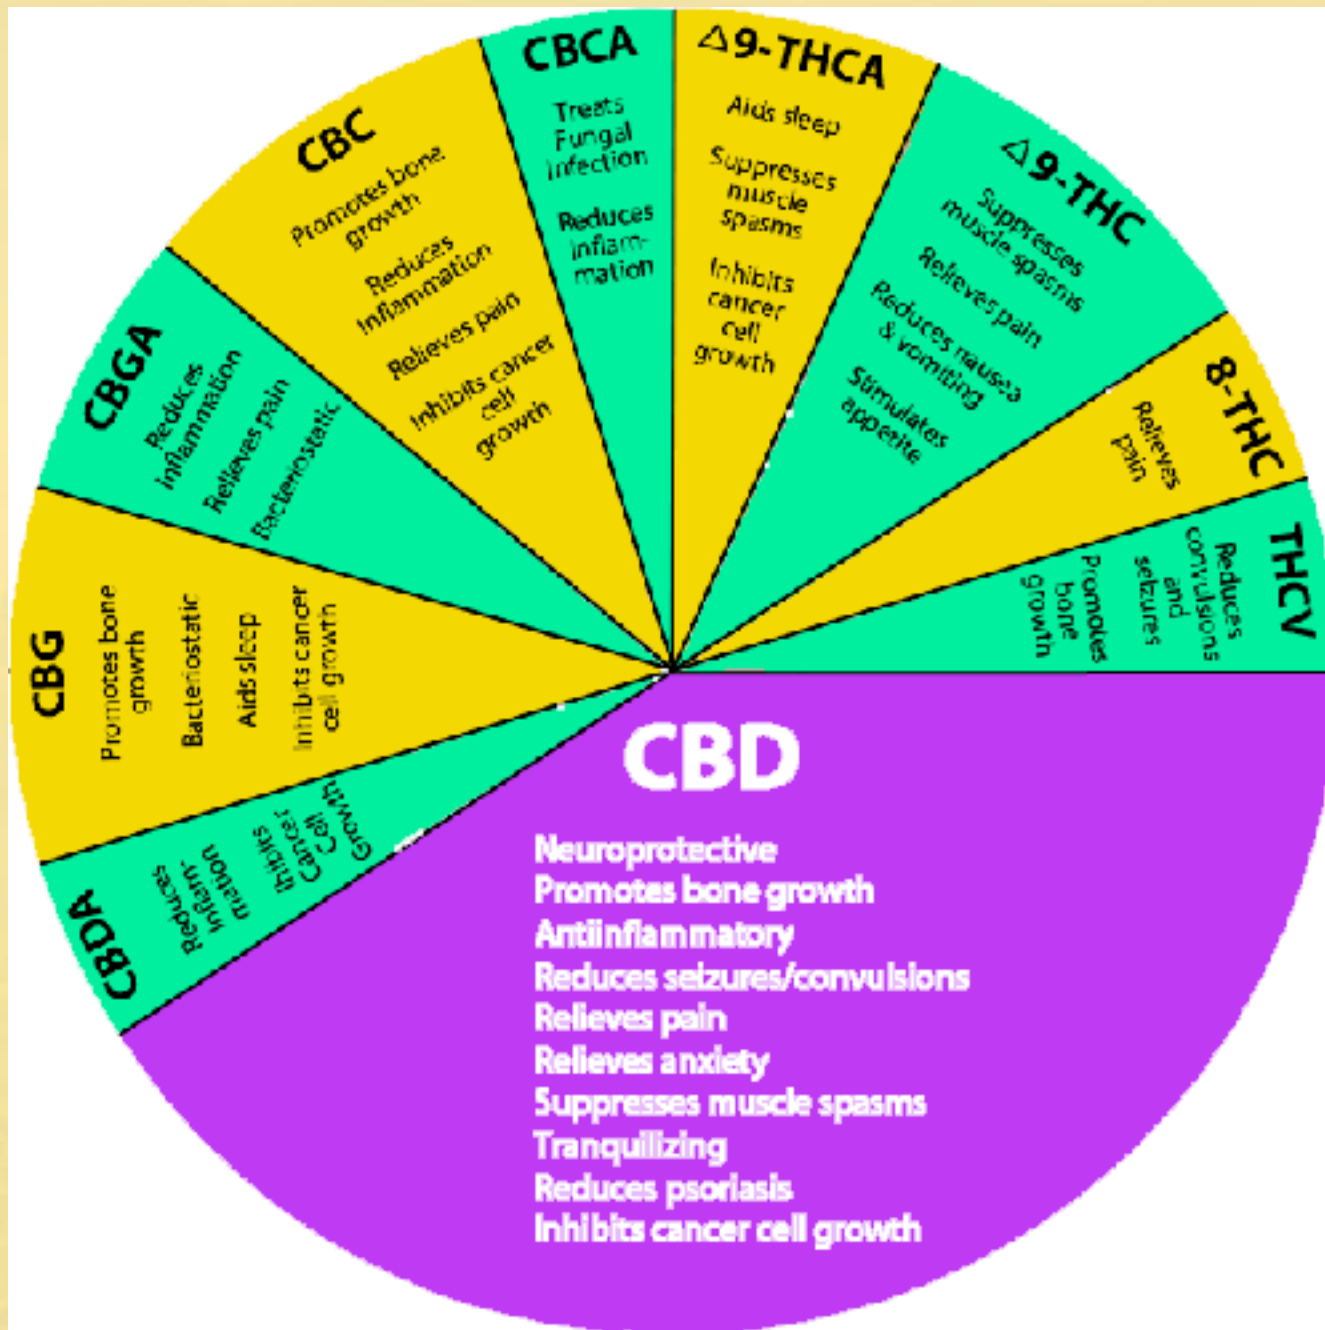 CBCA
Treats
Fungal
Infection
Reduces
Inflam-
mation
△9-THCA
Aids sleep
Suppresses
muscle
spasms
Inhibits
cancer
cell
growth
△9-THC
Suppresses
muscle spasms
Relieves pain
Reduces nausea
& vomiting
Stimulates
appetite
8-THC
Relieves
pain
THCV
Reduces
convulsions
and
seizures
Promotes
bone
growth
CBD
Neuroprotective
Promotes bone growth
Antiinflammatory
Reduces seizures/convulsions
Relieves pain
Relieves anxiety
Suppresses muscle spasms
Tranquilizing
Reduces psoriasis
Inhibits cancer cell growth
CBDA
Reduces
Inflam-
mation
Ihibits
Cancer
Cell
Growth
CBG
Promotes bone
growth
Bacteriostatic
Aids sleep
Inhibits cancer
cell growth
CBGA
Reduces
inflammation
Relieves pain
Bacteriostatic
CBC
Promotes bone
growth
Reduces
Inflammation
Relieves pain
Inhibits cancer
cell
growth